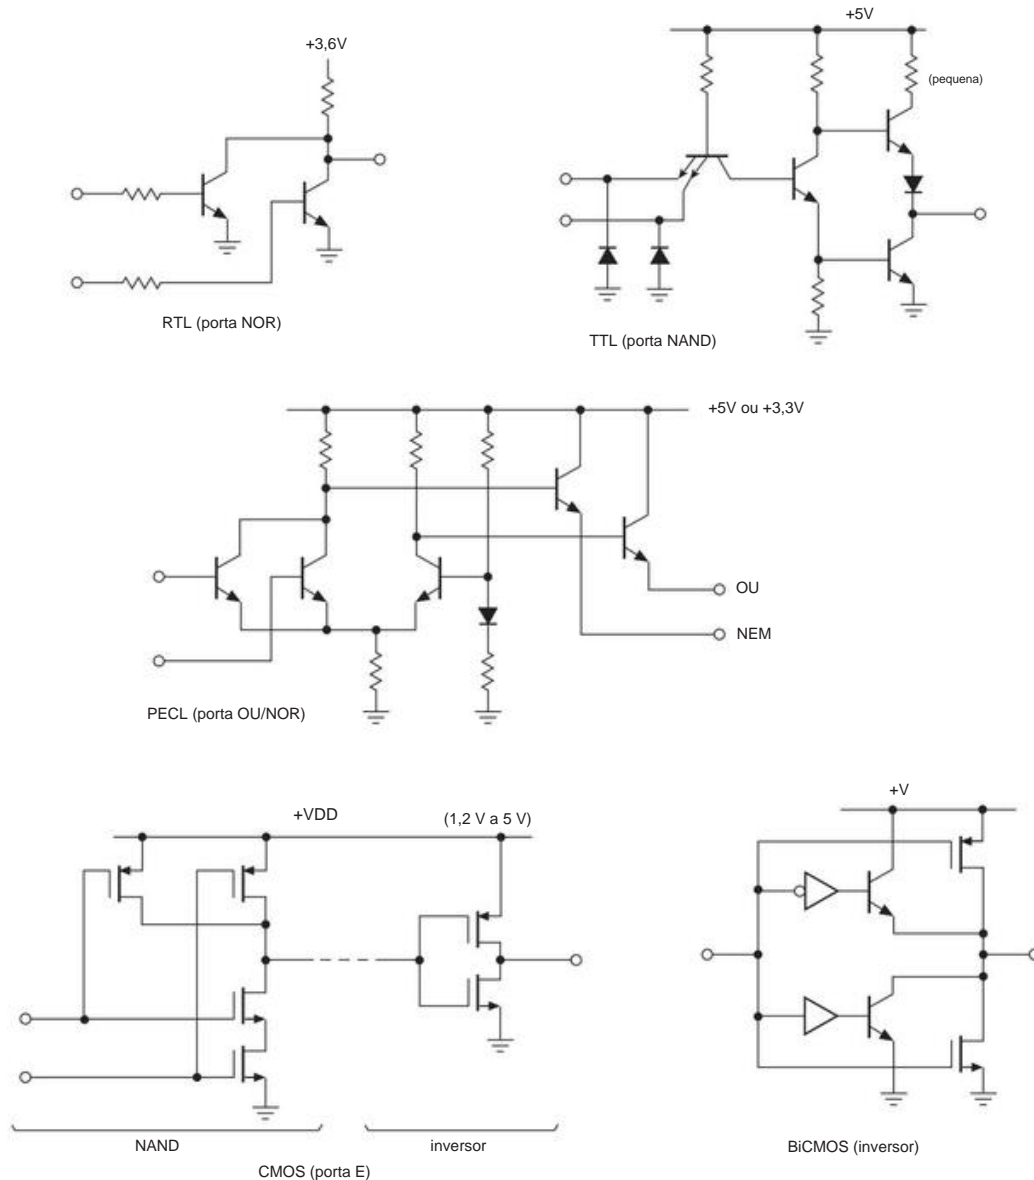 +3,6V
RTL (porta NOR)
+5V
(pequena)
TTL (porta NAND)
+5V ou +3,3V
OU
NEM
PECL (porta OU/NOR)
+VDD
(1,2 V a 5 V)
NAND
inversor
CMOS (porta E)
+V
BiCMOS (inversor)